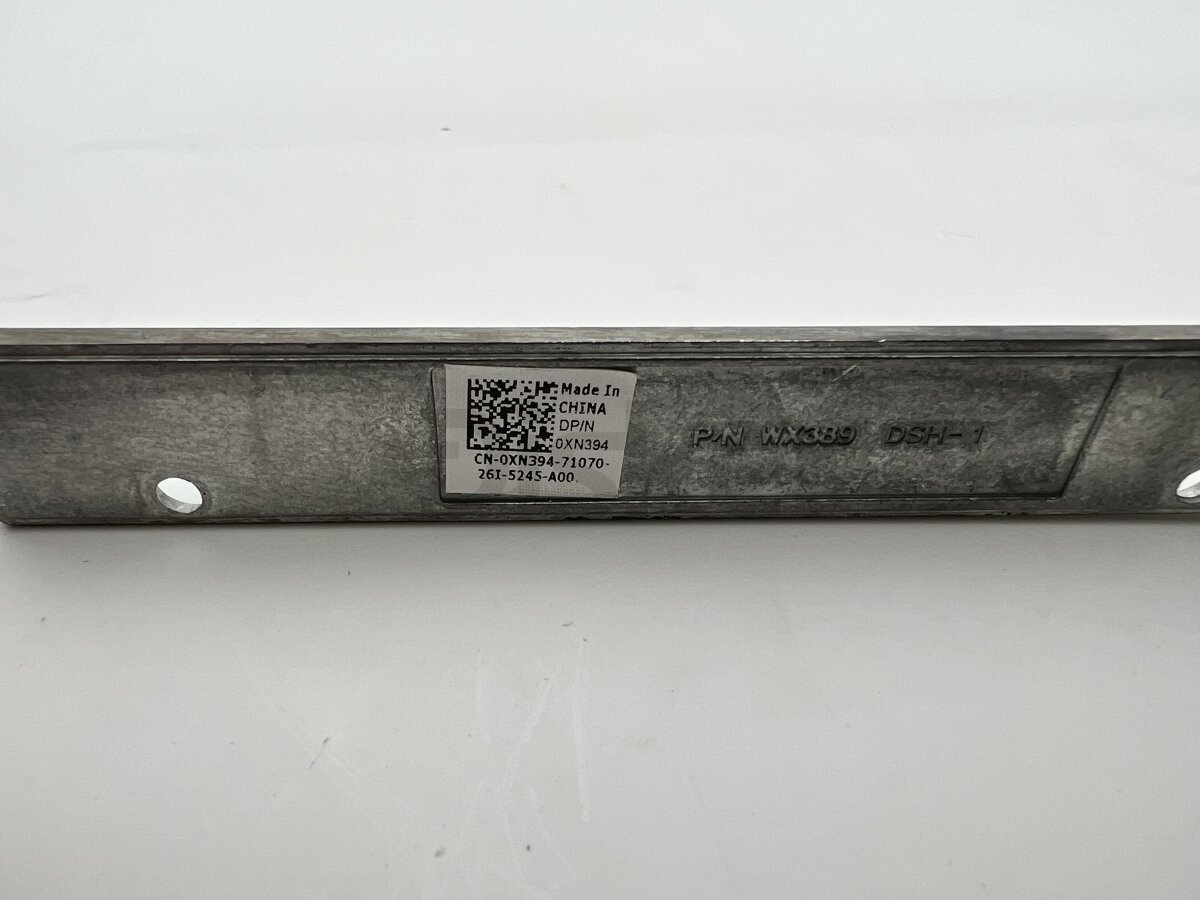 Made In
CHINA
DP/N
0XN394
CN-0XN394-71070-
26I-5245-A00
P/N WX389 DSH-1